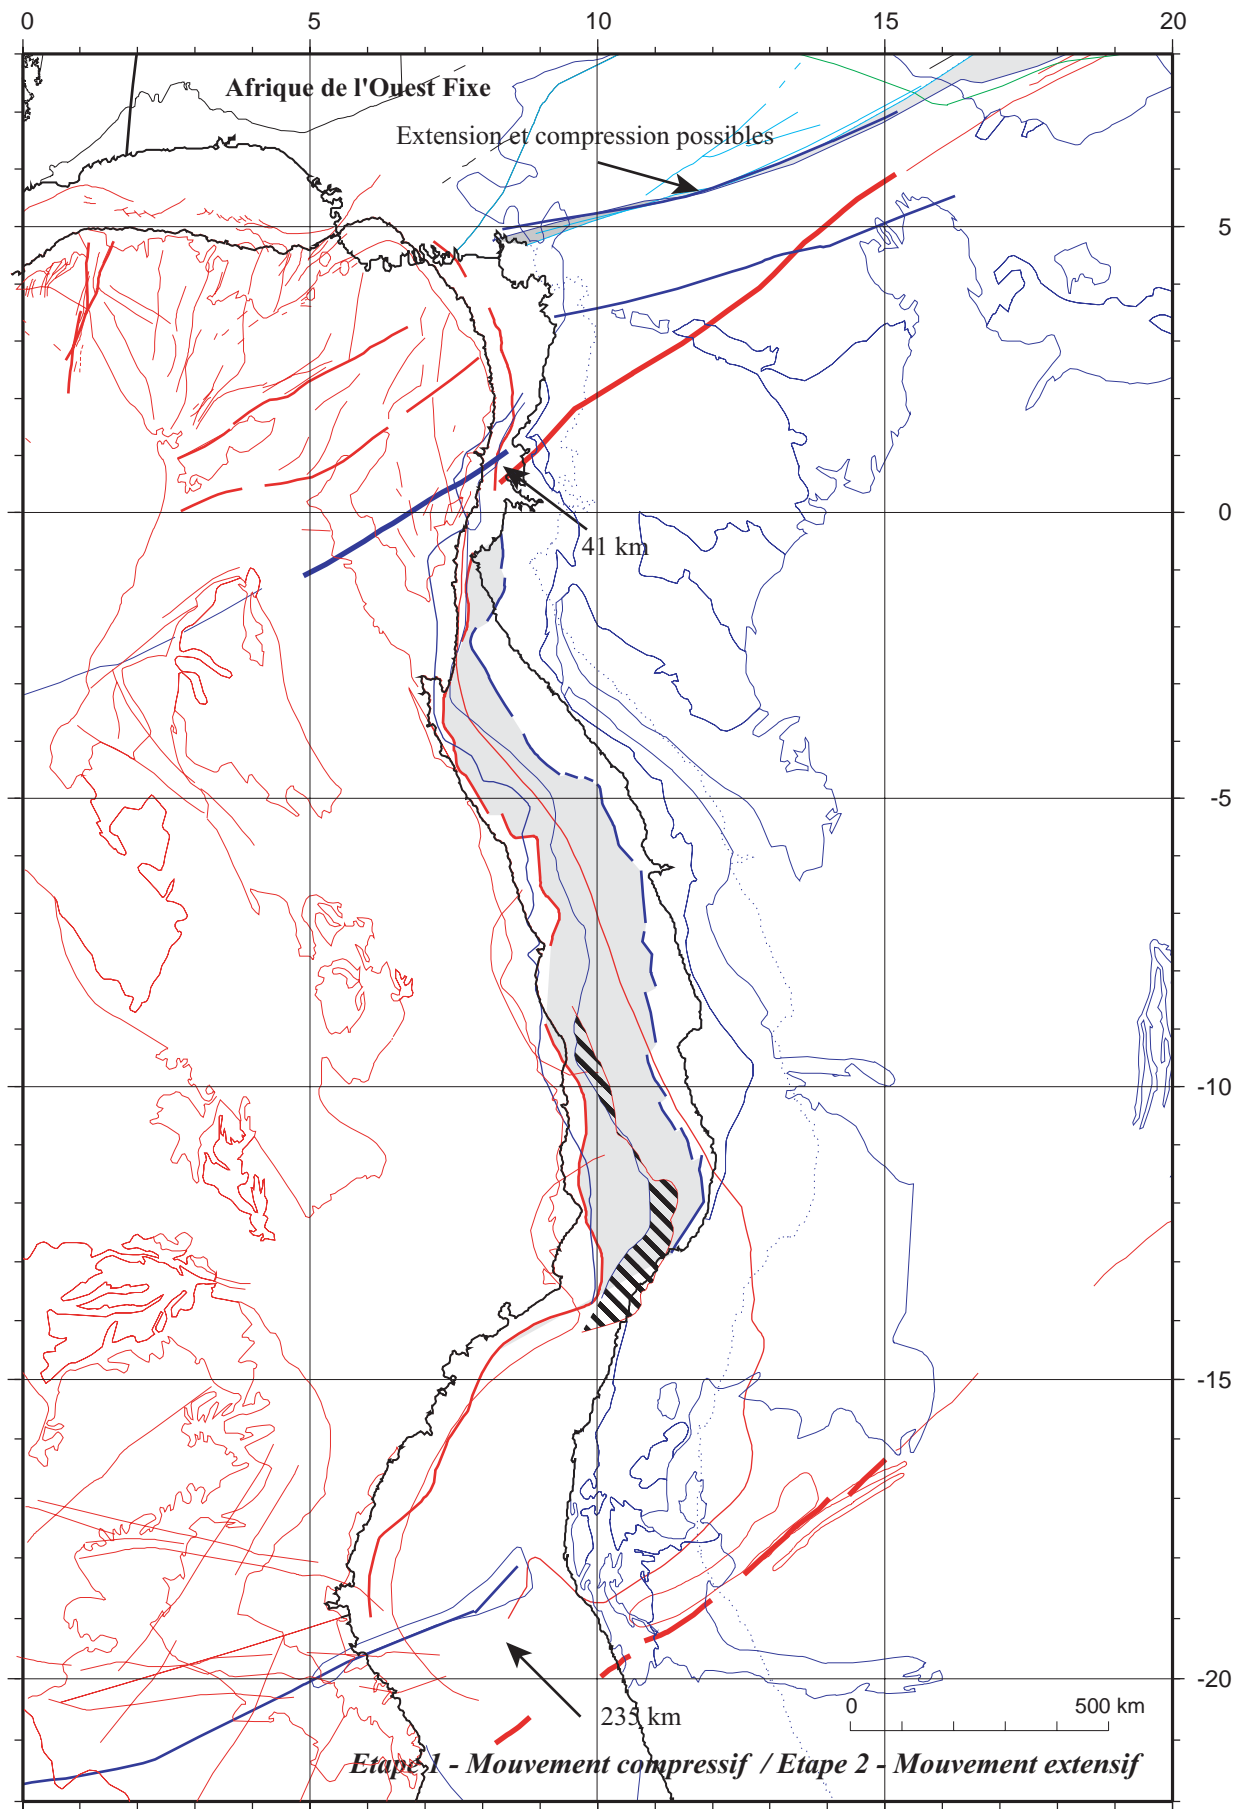 0 5 10 15 20
Afrique de l'Ouest Fixe
Extension et compression possibles
5
0
41 km
-5
-10
-15
-20
0 500 km
235 km
Etape 1 - Mouvement compressif / Etape 2 - Mouvement extensif